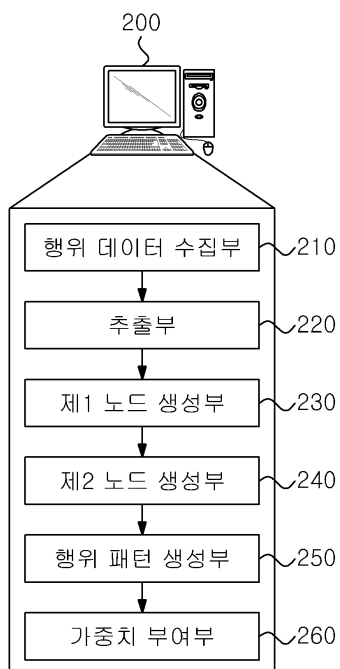 200
행위 데이터 수집부 210
추출부 220
제1 노드 생성부 230
제2 노드 생성부 240
행위 패턴 생성부 250
가중치 부여부 260